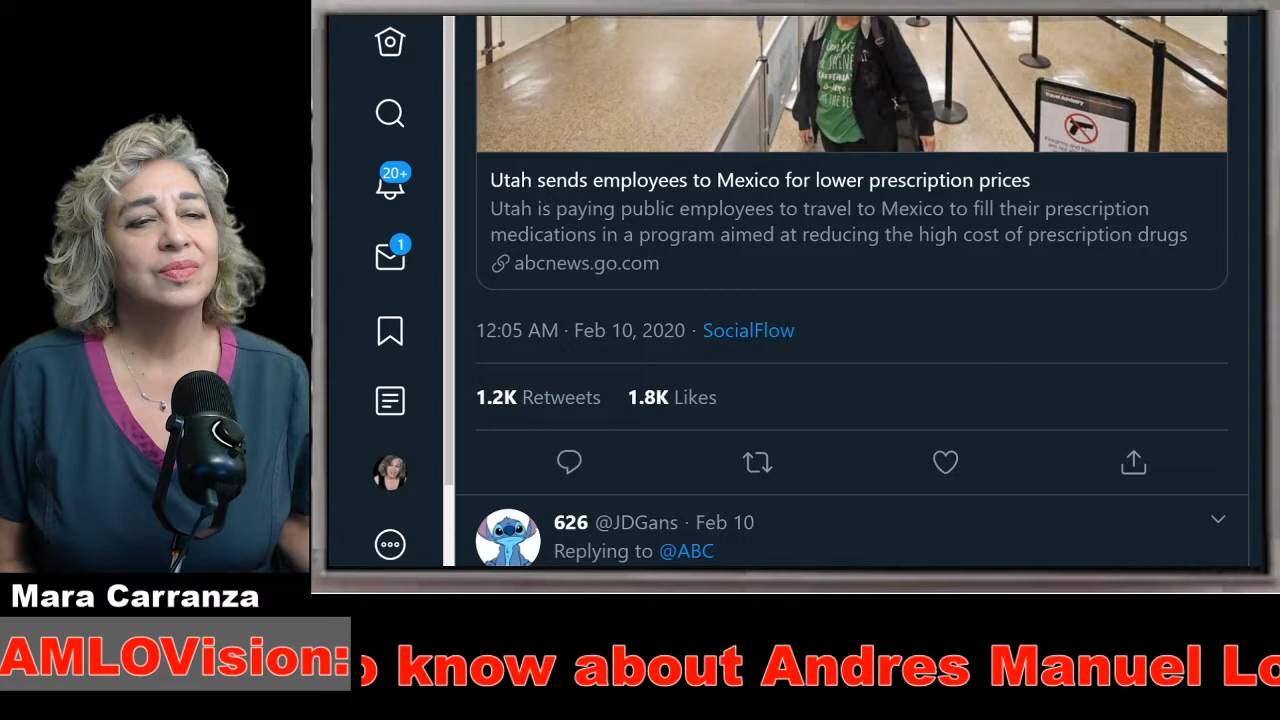 20+
1
Travel Advisory
Utah sends employees to Mexico for lower prescription prices
Utah is paying public employees to travel to Mexico to fill their prescription
medications in a program aimed at reducing the high cost of prescription drugs
abcnews.go.com
12:05 AM · Feb 10, 2020 · SocialFlow
1.2K Retweets 1.8K Likes
626 @JDGans · Feb 10
Replying to @ABC
Mara Carranza
AMLOVision:
o know about Andres Manuel Lo